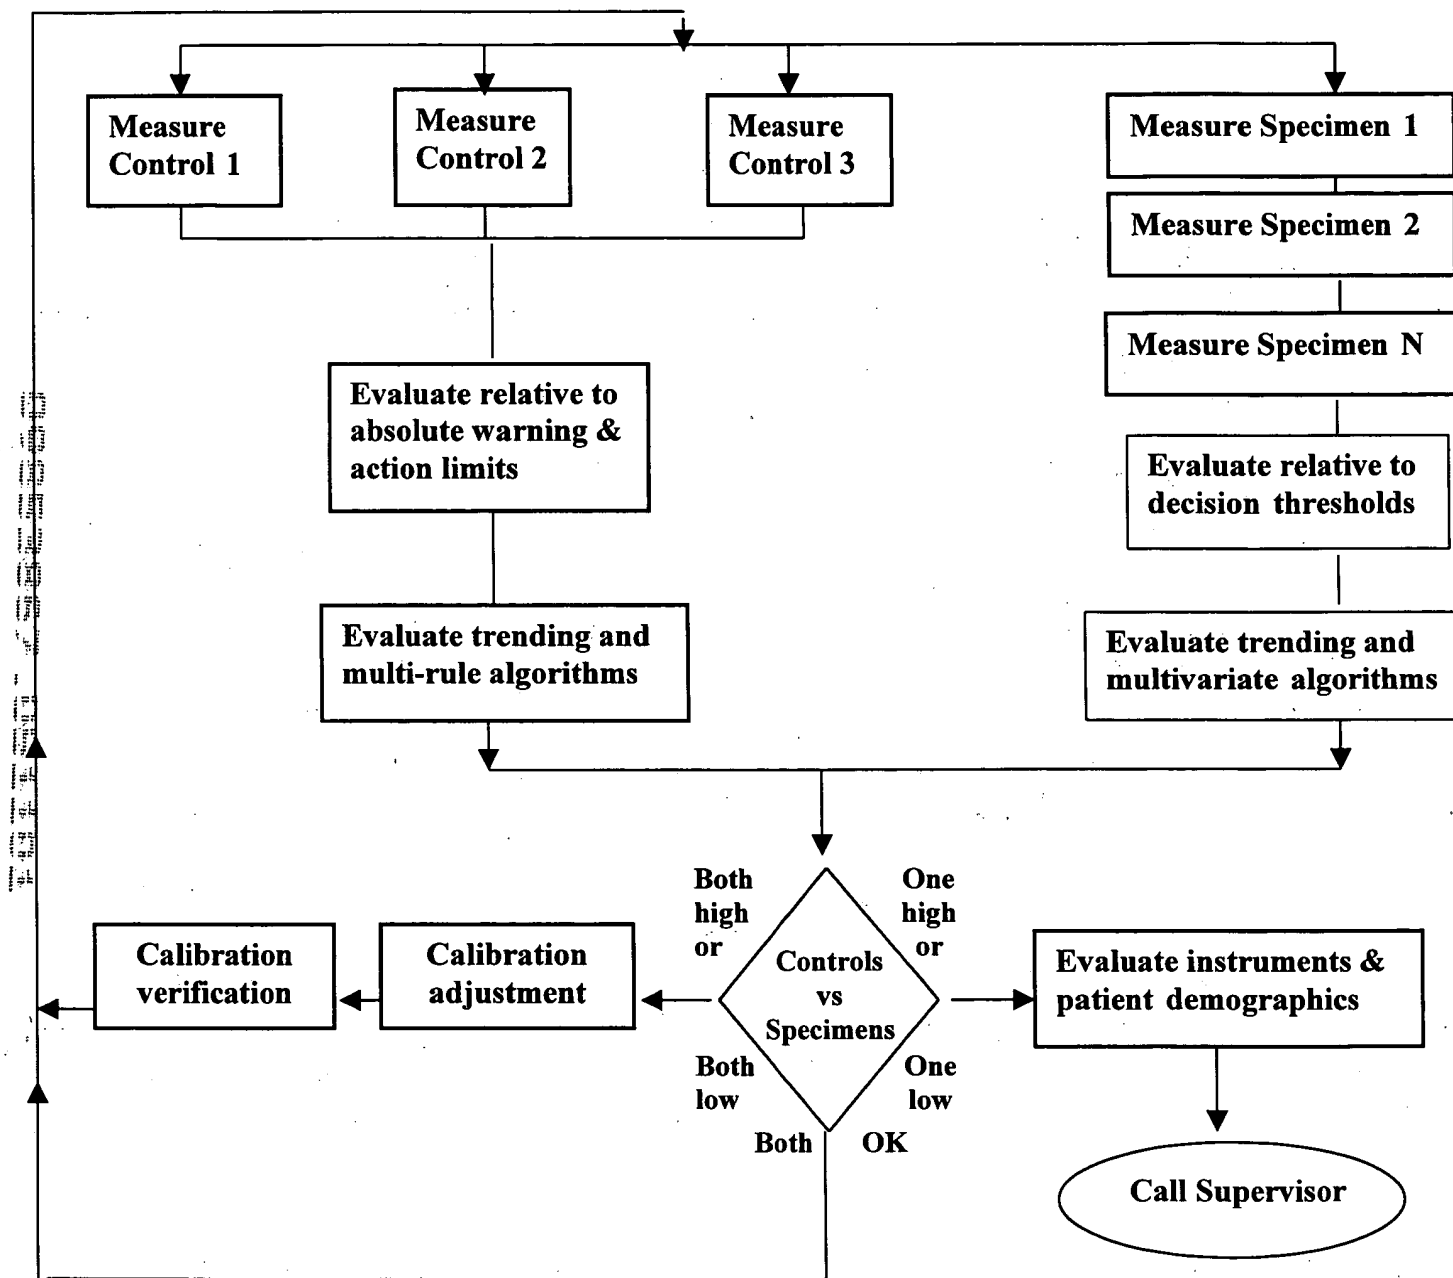 Measure
Control 1
Measure
Control 2
Measure
Control 3
Measure Specimen 1
Measure Specimen 2
Measure Specimen N
Evaluate relative to
absolute warning &
action limits
Evaluate relative to
decision thresholds
Evaluate trending and
multi-rule algorithms
Evaluate trending and
multivariate algorithms
Both
high
or
One
high
or
Calibration
verification
Calibration
adjustment
Controls
vs
Specimens
Evaluate instruments &
patient demographics
Both
low
One
low
Both OK
Call Supervisor